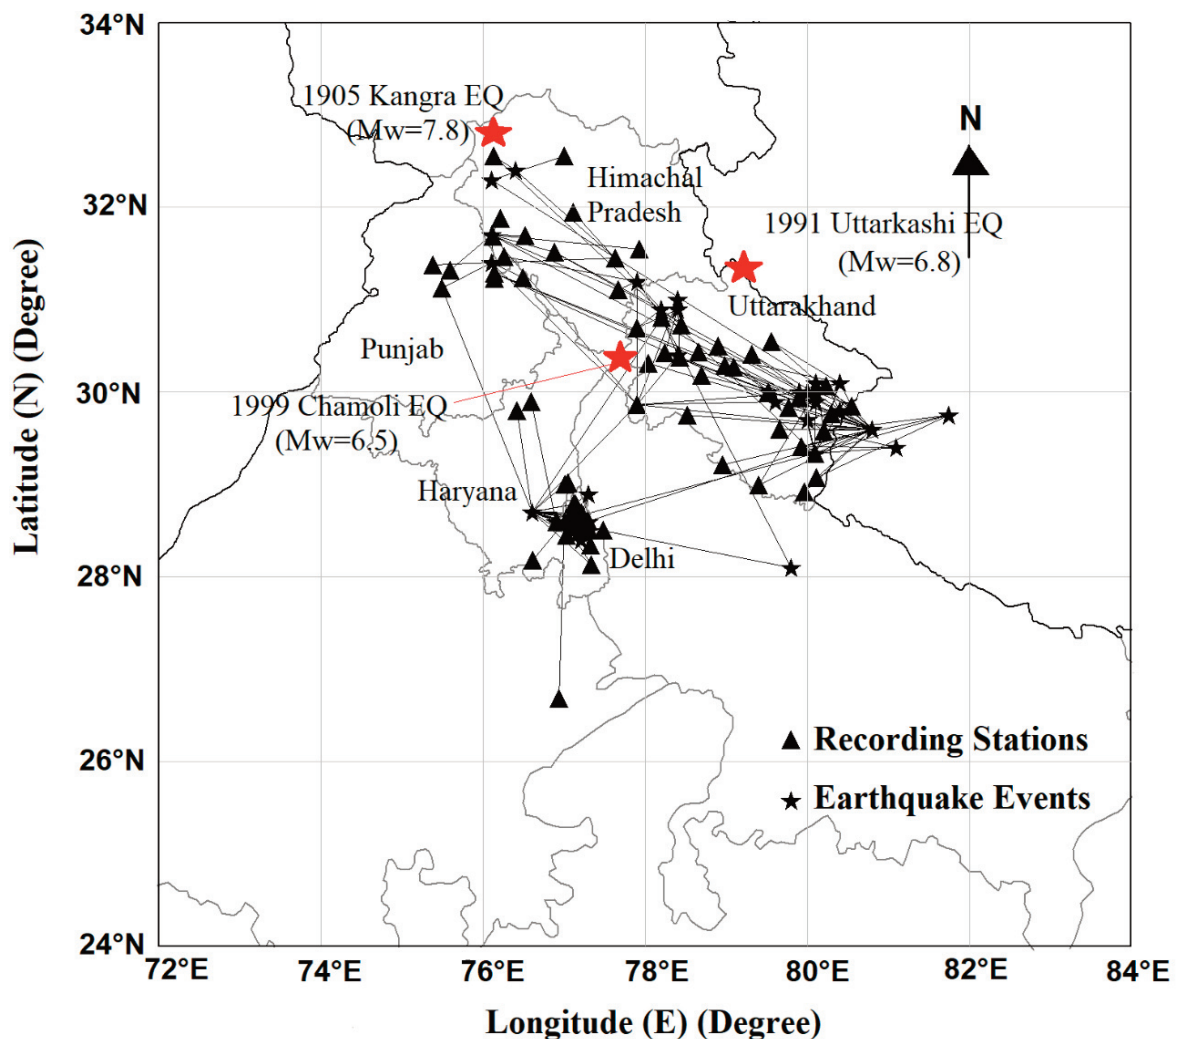 34°N
1905 Kangra EQ
(Mw=7.8)
N
Himachal
Pradesh
32°N
1991 Uttarkashi EQ
(Mw=6.8)
Uttarakhand
Punjab
30°N
1999 Chamoli EQ
(Mw=6.5)
Haryana
Delhi
28°N
Recording Stations
26°N
Earthquake Events
24°N
72°E 74°E 76°E 78°E 80°E 82°E 84°E
Longitude (E) (Degree)
Latitude (N) (Degree)